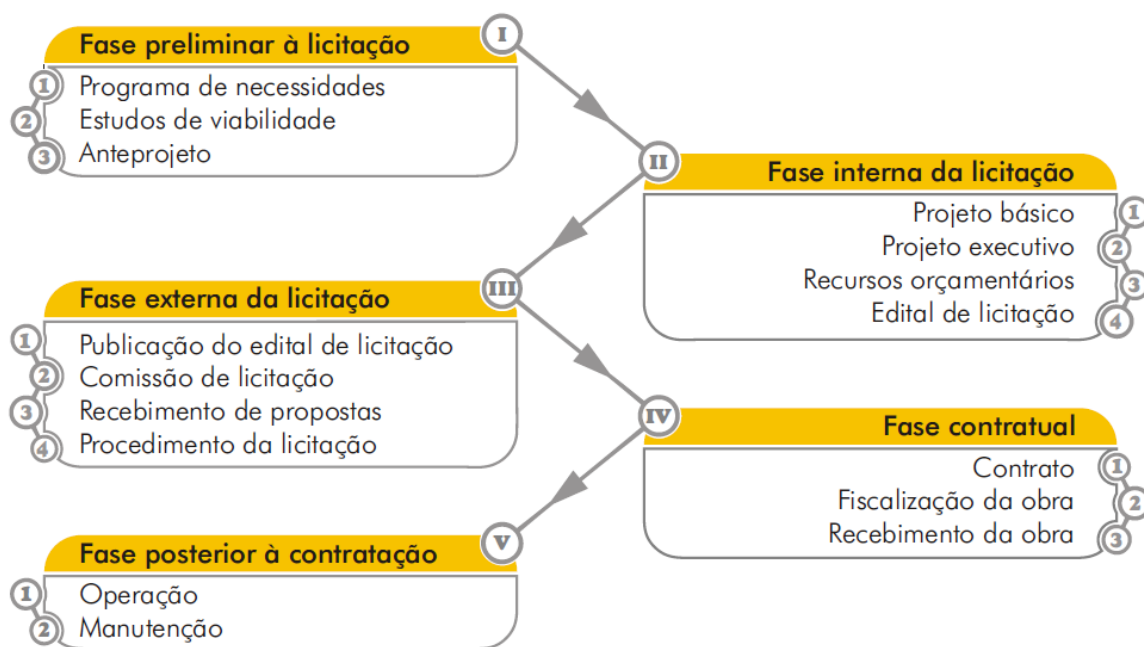 I
Fase preliminar à licitação
1 Programa de necessidades
2 Estudos de viabilidade
3 Anteprojeto
II
Fase interna da licitação
Projeto básico 1
Projeto executivo 2
Recursos orçamentários 3
Edital de licitação 4
III
Fase externa da licitação
1 Publicação do edital de licitação
2 Comissão de licitação
3 Recebimento de propostas
4 Procedimento da licitação
IV
Fase contratual
Contrato 1
Fiscalização da obra 2
Recebimento da obra 3
V
Fase posterior à contratação
1 Operação
2 Manutenção